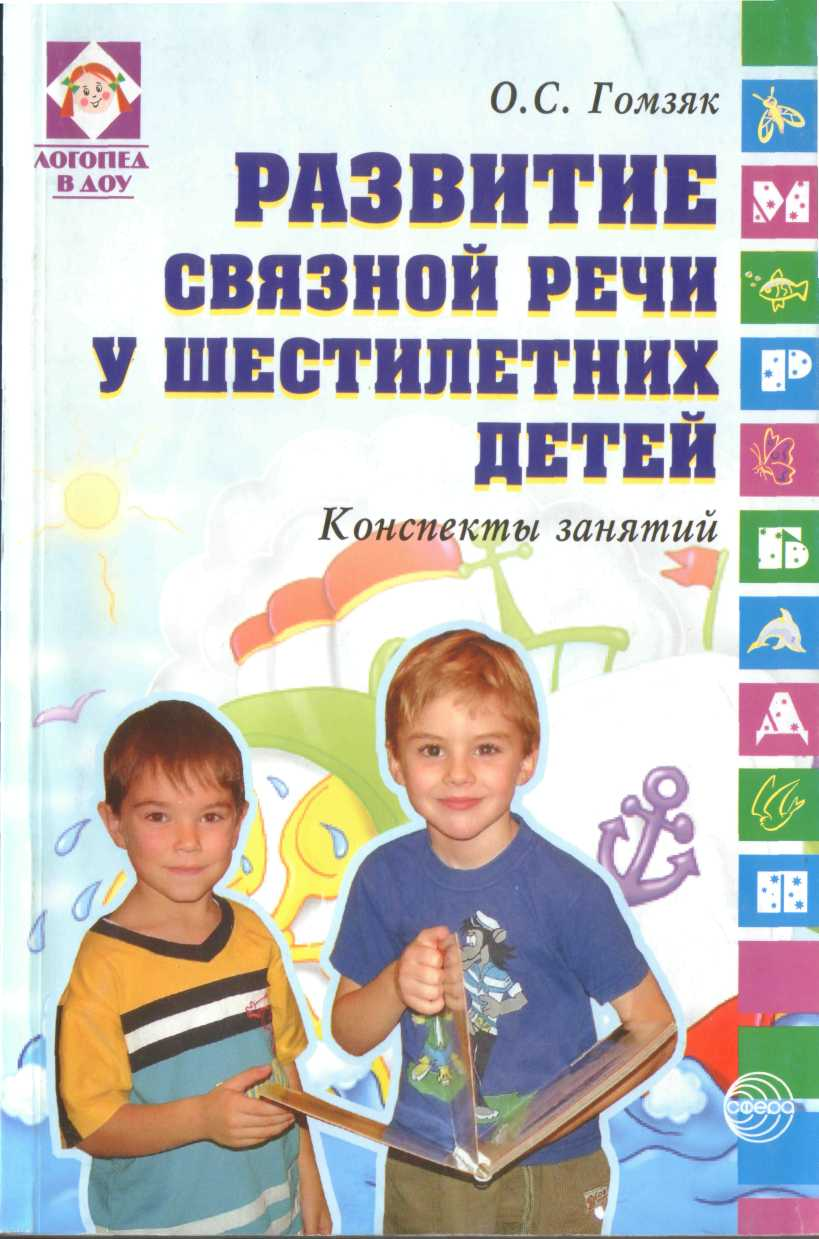 О.С. Гомзяк
ЛОГОПЕД
В ДОУ
РАЗВИТИЕ
СВЯЗНОЙ РЕЧИ
У ШЕСТИЛЕТНИХ
ДЕТЕЙ
Конспекты занятий
М
Р
Б
А
сфера